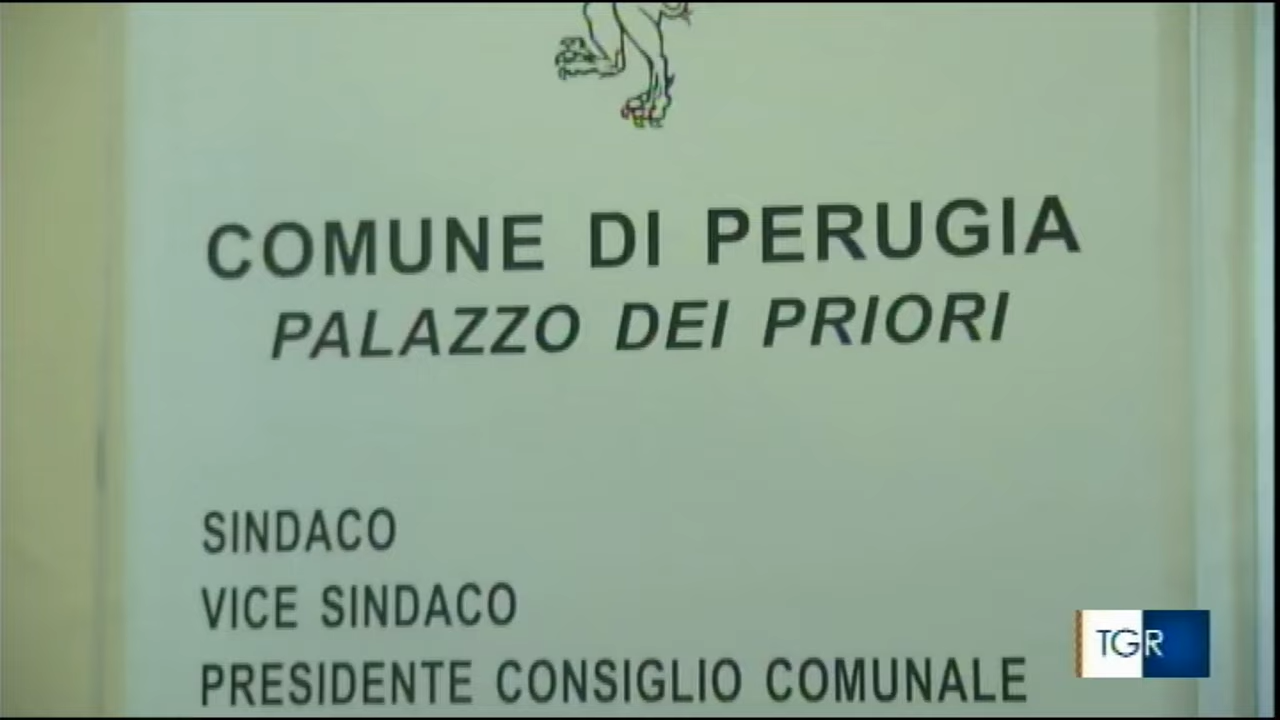 COMUNE DI PERUGIA
PALAZZO DEI PRIORI
SINDACO
VICE SINDACO
PRESIDENTE CONSIGLIO COMUNALE
TGR